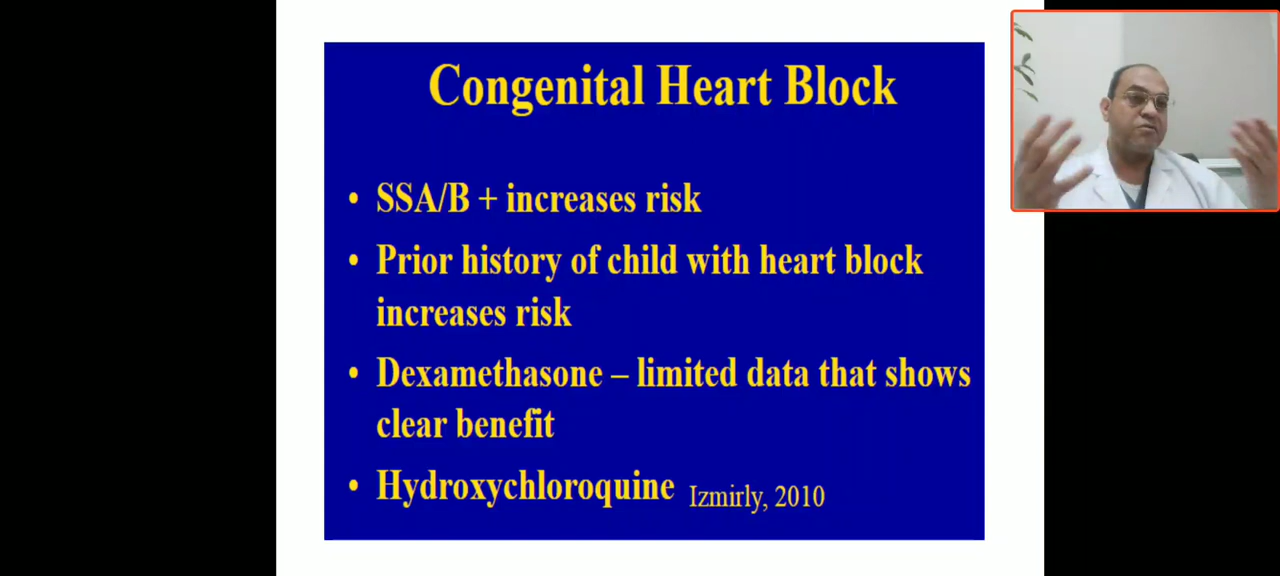 Congenital Heart Block
• SSA/B + increases risk
• Prior history of child with heart block
increases risk
• Dexamethasone – limited data that shows
clear benefit
• Hydroxychloroquine Izmirly, 2010